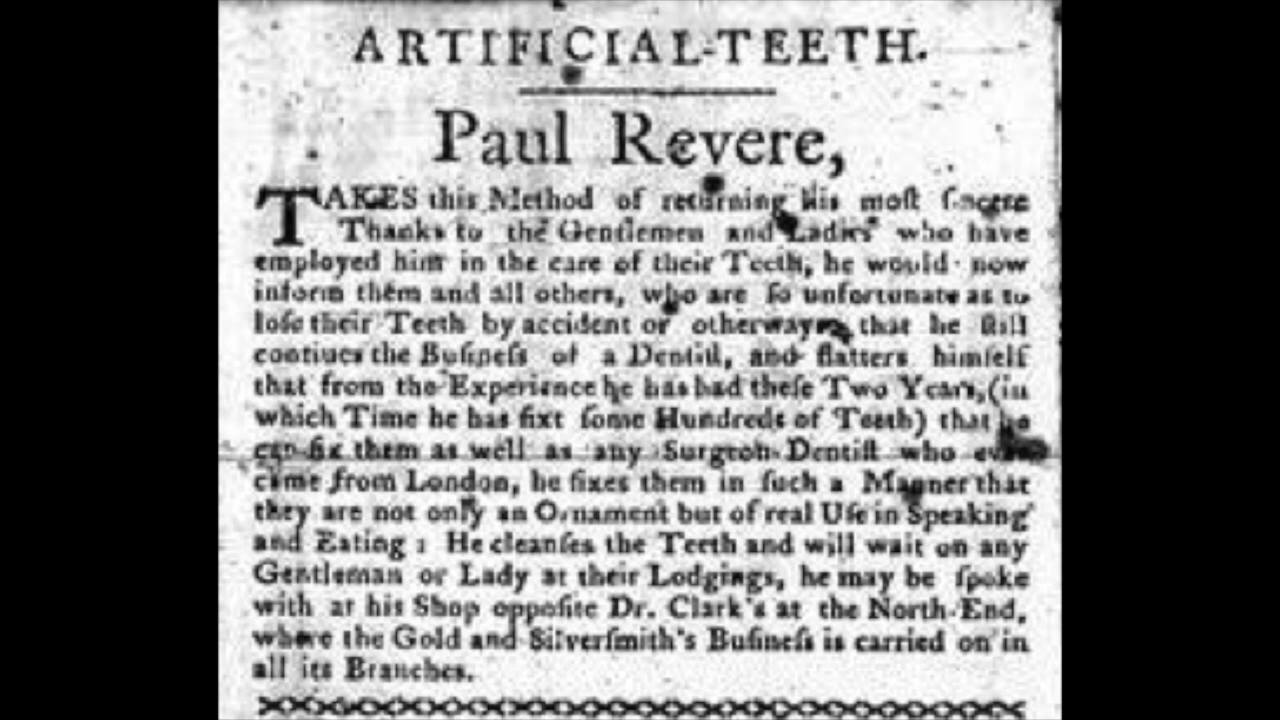 ARTIFICIAL-TEETH.
Paul Revere,
TAKES this Method of returning his moſt ſincere
Thanks to the Gentlemen and Ladies who have
employed him in the care of their Teeth, he would now
inform them and all others, who are ſo unfortunate as to
loſe their Teeth by accident or otherways, that he ſtill
contiues the Buſineſs of a Dentiſt, and flatters himſelf
that from the Experience he has had theſe Two Years, (in
which Time he has fixt ſome Hundreds of Teeth) that he
can fix them as well as any Surgeon-Dentiſt who ever
came from London, he fixes them in ſuch a Manner that
they are not only an Ornament but of real Uſe in Speaking
and Eating ; He cleanſes the Teeth and will wait on any
Gentleman or Lady at their Lodgings, he may be ſpoke
with at his Shop oppoſite Dr. Clark's at the North-End,
where the Gold and Silverſmith's Buſineſs is carried on in
all its Branches.